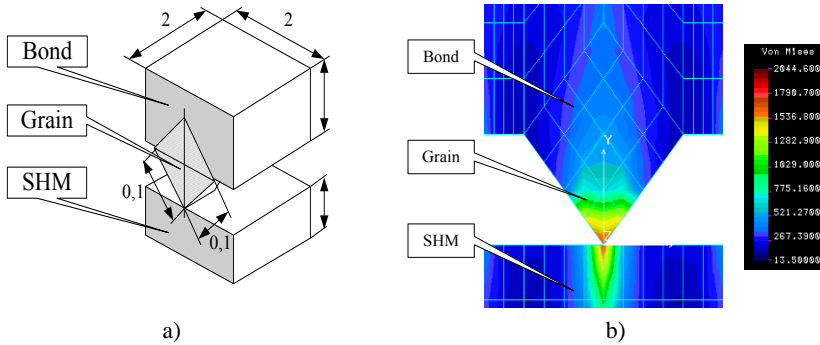 2
2
Bond
Grain
SHM
0,1
0,1
a)
Bond
Grain
SHM
Y
Z
b)
Von Mises
2044.600
1790.700
1536.800
1282.900
1029.000
775.1600
521.2700
267.3900
13.50000